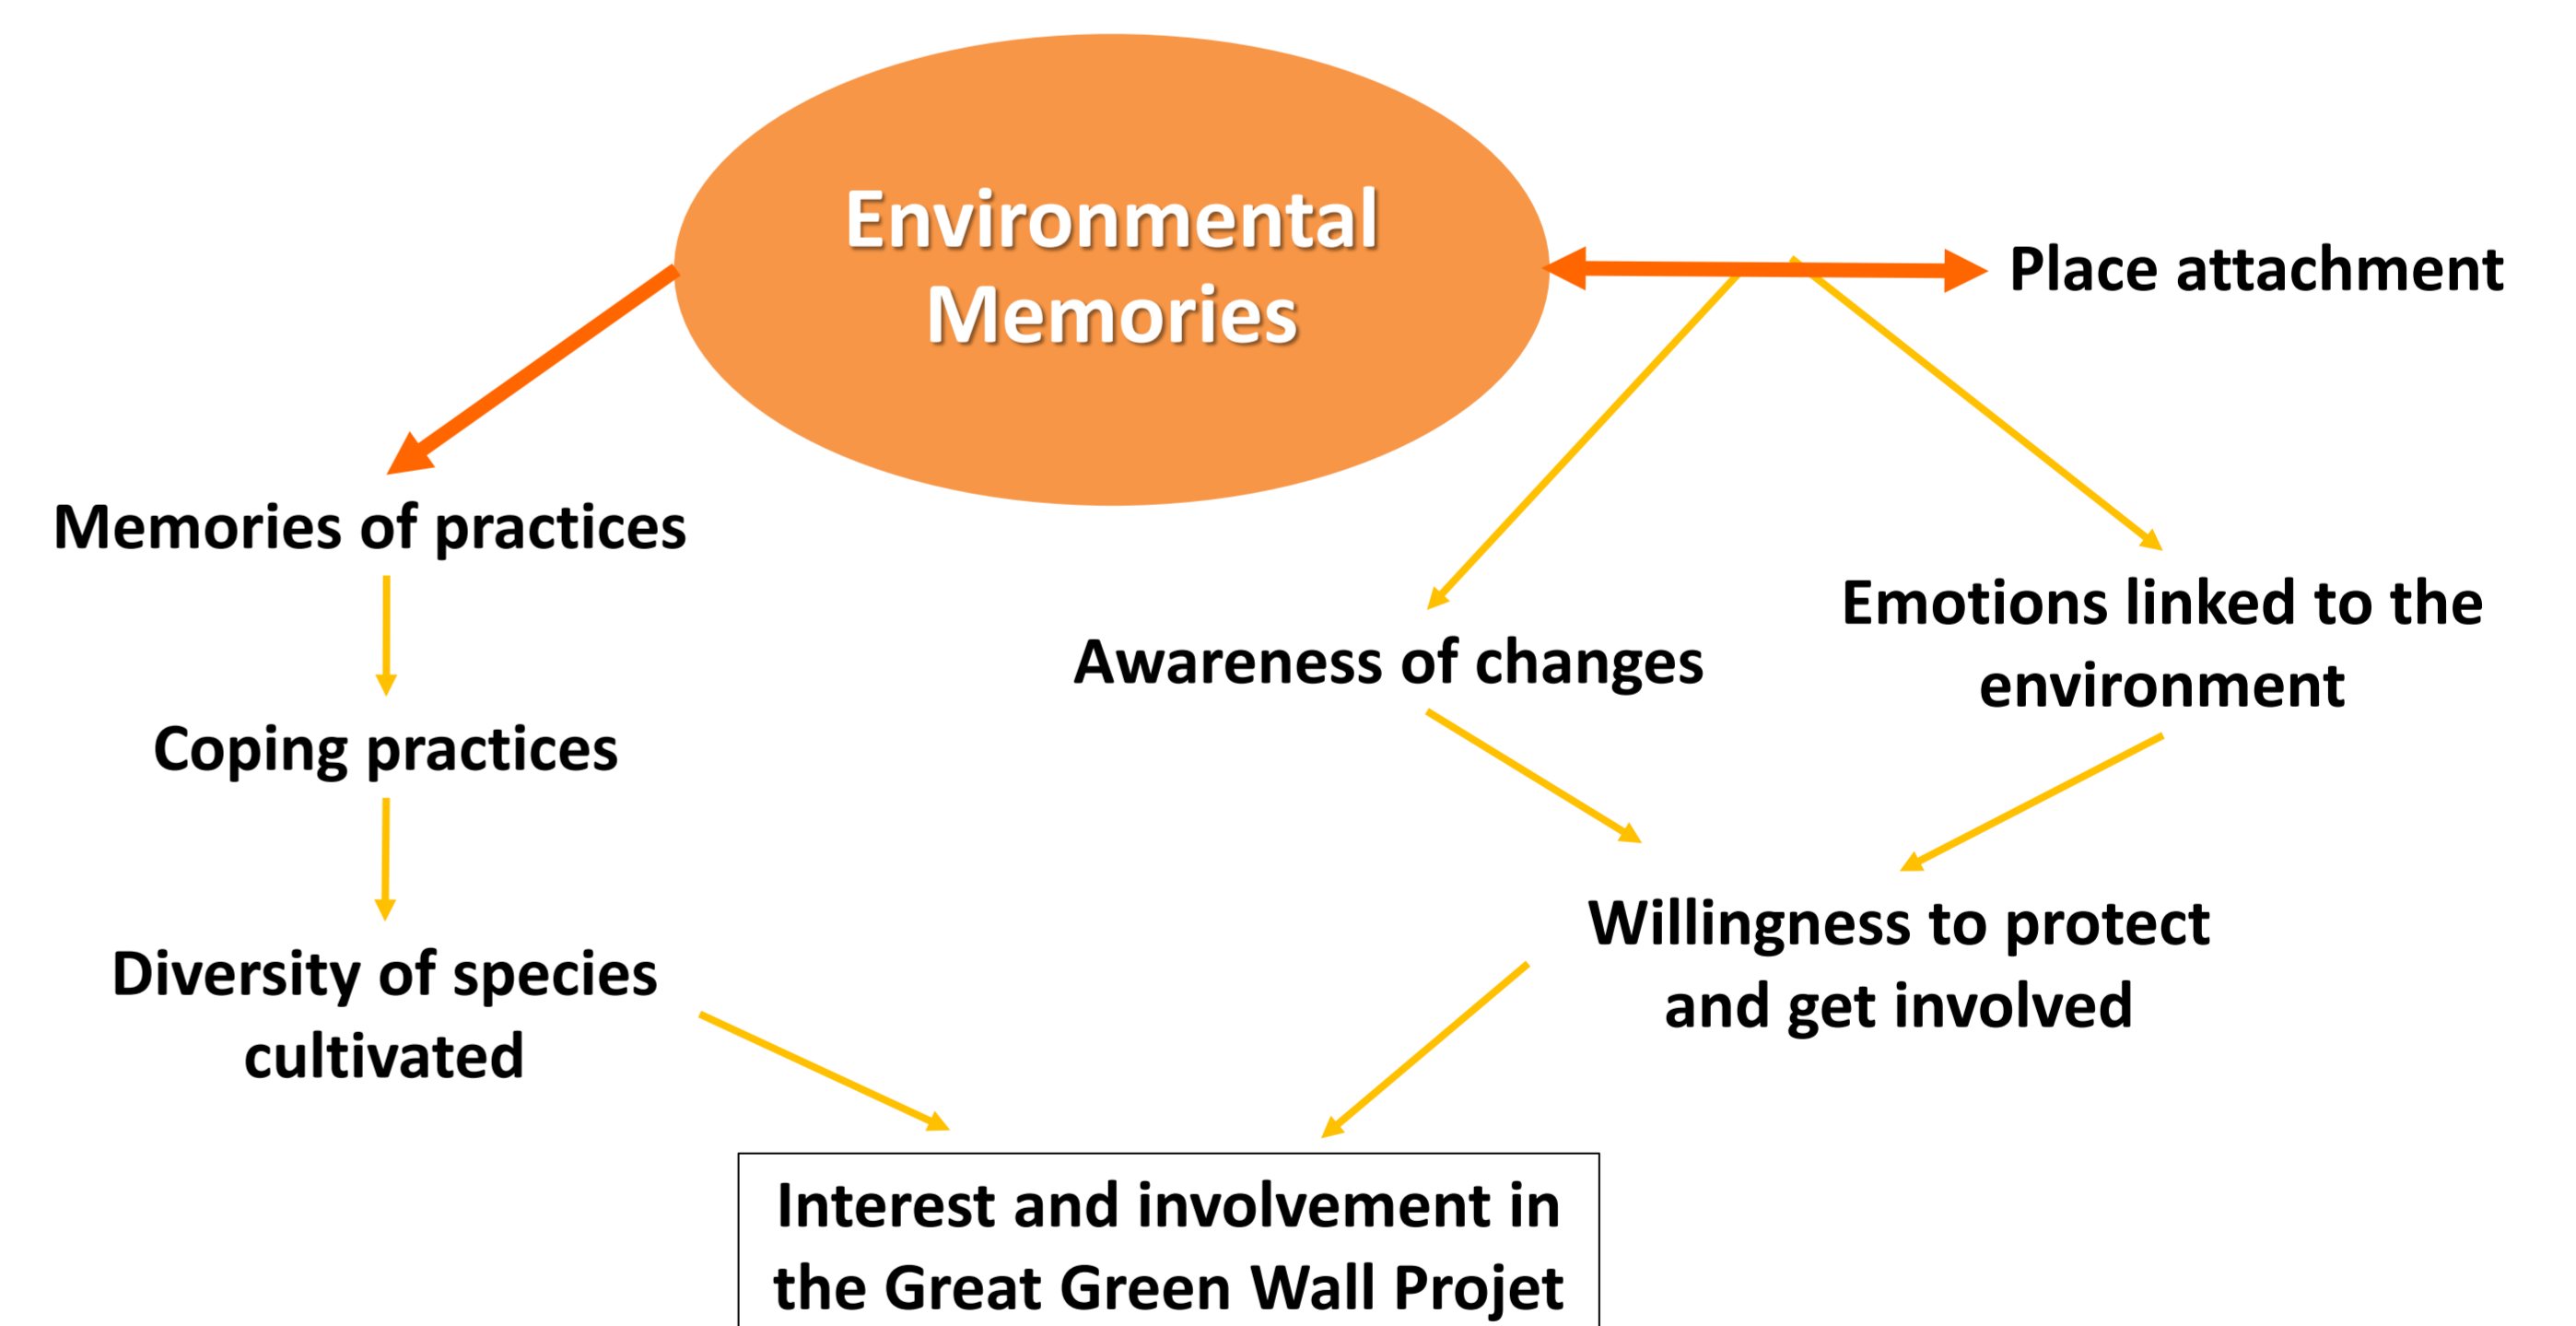 Environmental
Memories
Place attachment
Memories of practices
Emotions linked to the
environment
Awareness of changes
Coping practices
Willingness to protect
and get involved
Diversity of species
cultivated
Interest and involvement in
the Great Green Wall Projet